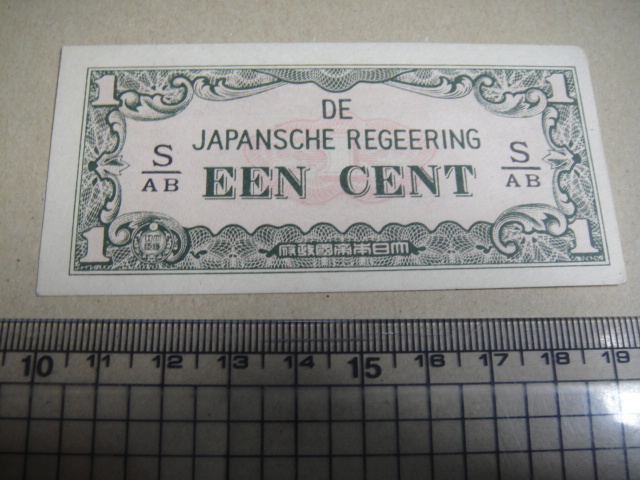 1 1
DE
JAPANSCHE REGEERING
S
AB
EEN CENT
S
AB
1 1
府政國帝本日大
10 11 12 13 14 15 16 17 18 19